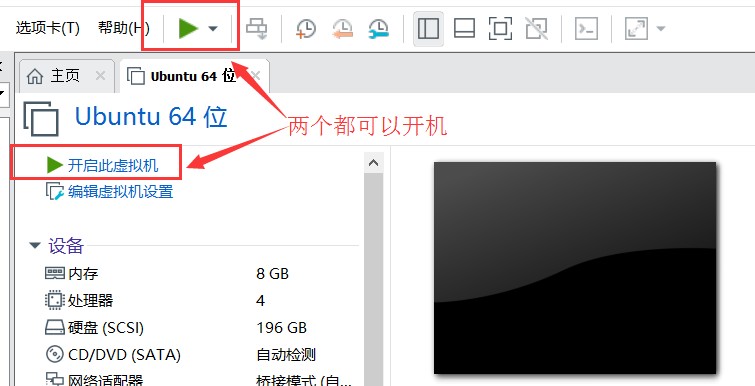 选项卡(T) 帮助(H)
主页 Ubuntu 64 位
Ubuntu 64 位
两个都可以开机
开启此虚拟机
编辑虚拟机设置
设备
内存 8 GB
处理器 4
硬盘 (SCSI) 196 GB
CD/DVD (SATA) 自动检测
网络适配器 桥接模式 (自...